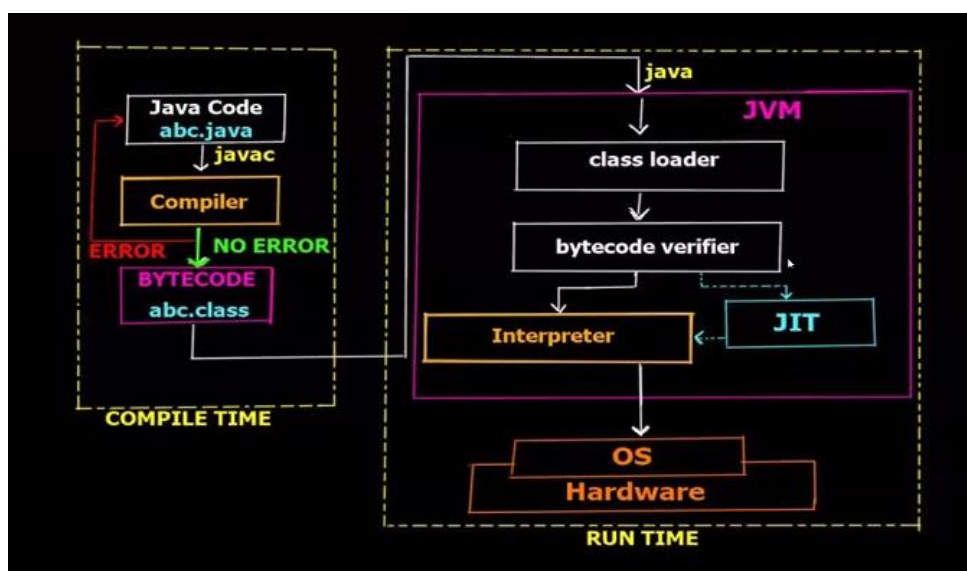 Java Code
abc.java
javac
Compiler
ERROR
NO ERROR
BYTECODE
abc.class
COMPILE TIME
java
JVM
class loader
bytecode verifier
Interpreter
JIT
OS
Hardware
RUN TIME